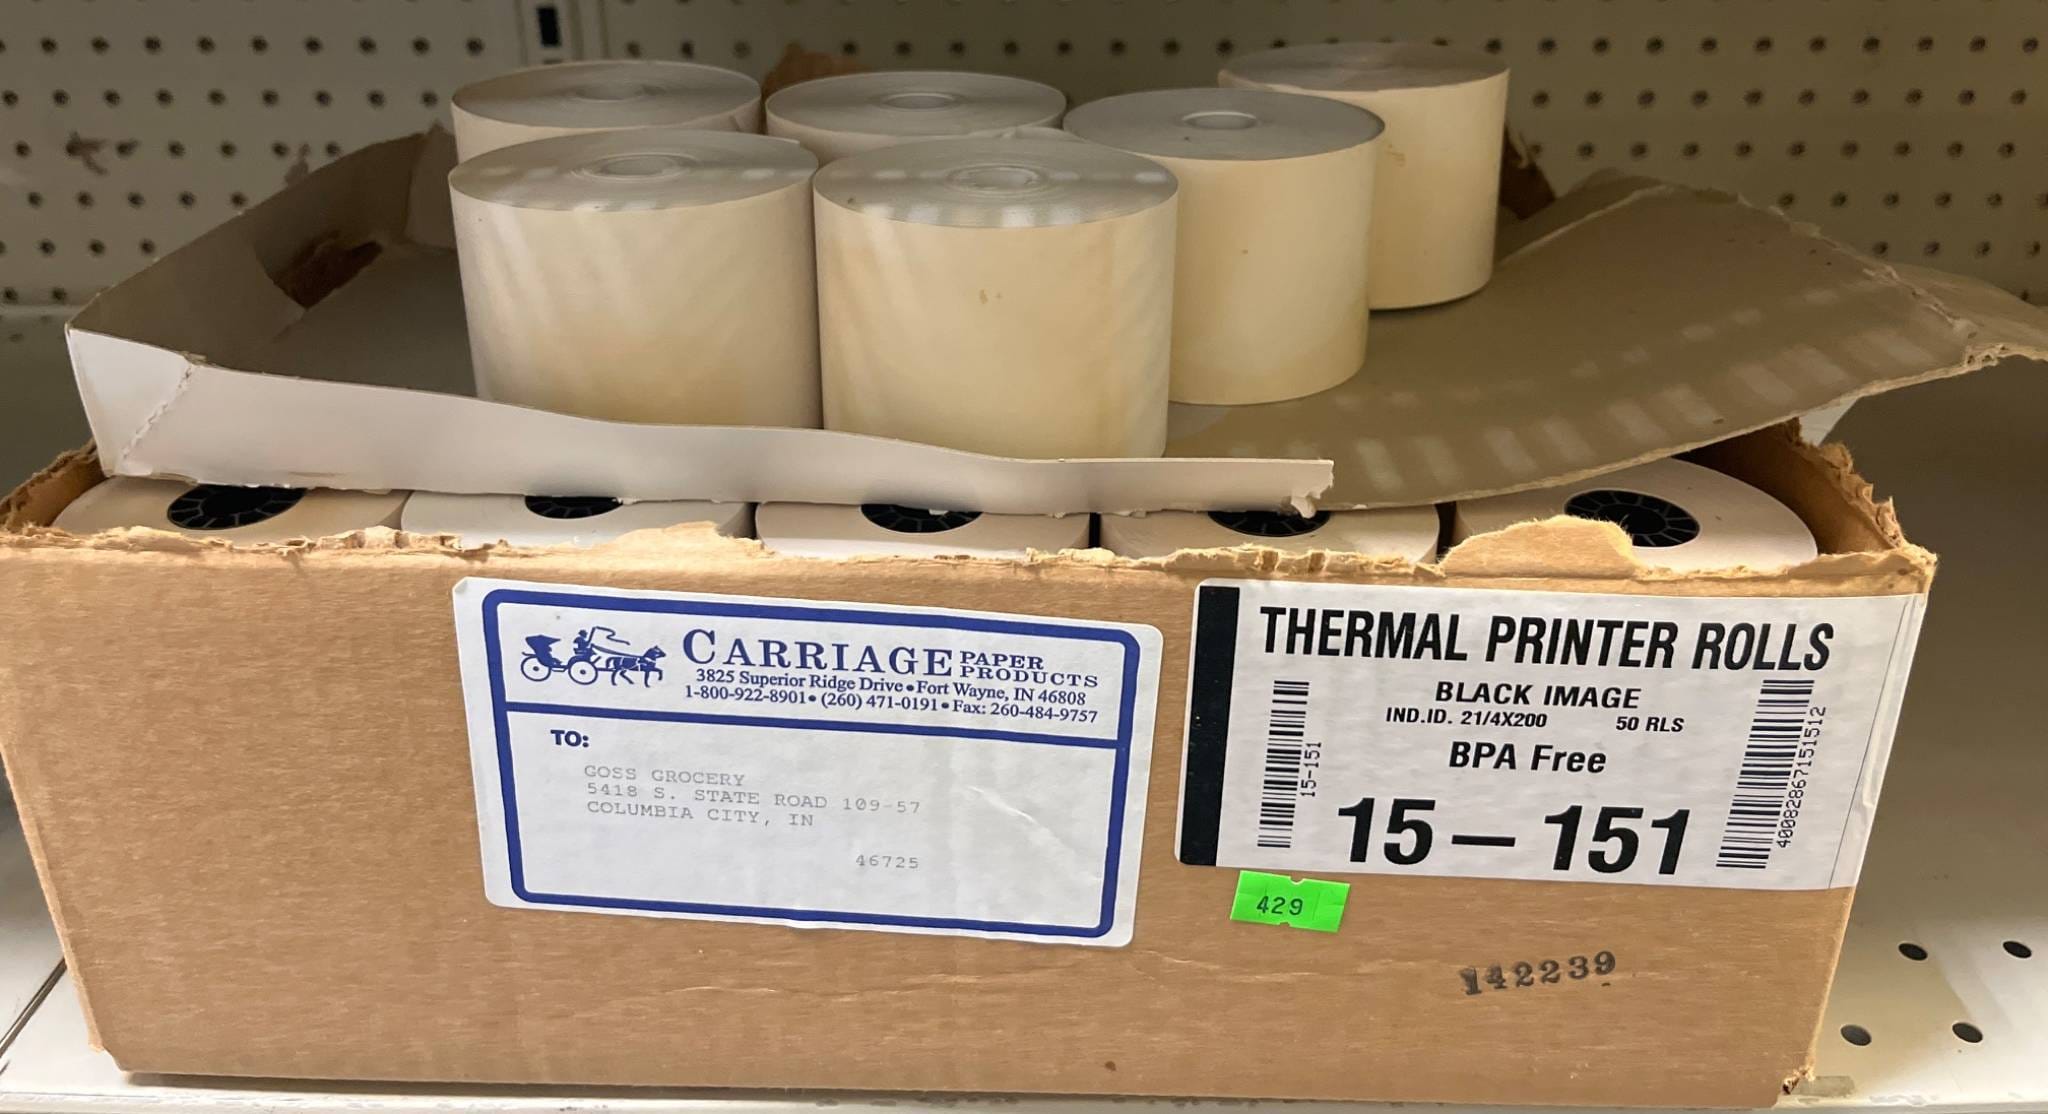 CARRIAGE PAPER PRODUCTS
3825 Superior Ridge Drive • Fort Wayne, IN 46808
1-800-922-8901 • (260) 471-0191 • Fax: 260-484-9757
TO:
GOSS GROCERY
5418 S. STATE ROAD 109-57
COLUMBIA CITY, IN
46725
THERMAL PRINTER ROLLS
BLACK IMAGE
IND.ID. 21/4X200 50 RLS
BPA Free
15-151
15-151
400828671515​12
429
142239